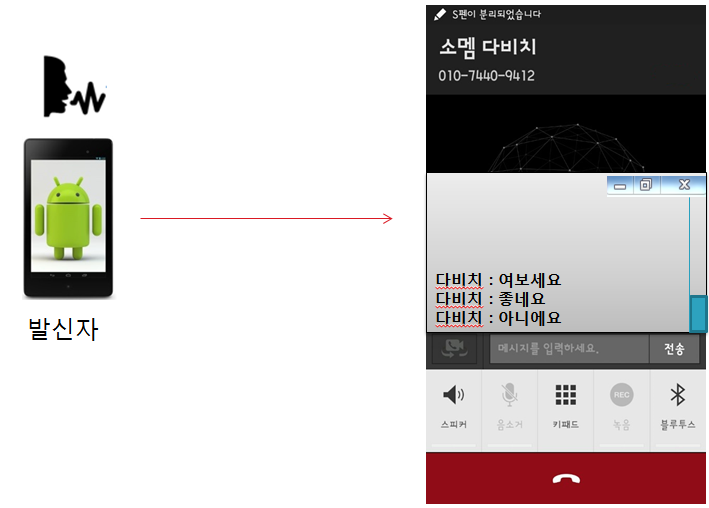 S펜이 분리되었습니다
소멤 다비치
010-7440-9412
다비치 : 여보세요
다비치 : 좋네요
다비치 : 아니에요
발신자
메시지를 입력하세요.
전송
REC
스피커
음소거
키패드
녹음
블루투스